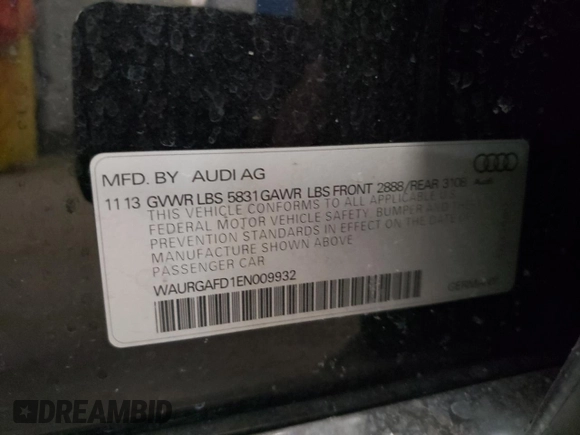 MFD. BY AUDI AG
11 13 GVWR LBS 5831 GAWR LBS FRONT 2888/REAR 3106
Audi
THIS VEHICLE CONFORMS TO ALL APPLICABLE U.S.
FEDERAL MOTOR VEHICLE SAFETY, BUMPER AND THEFT
PREVENTION STANDARDS IN EFFECT ON THE DATE OF
MANUFACTURE SHOWN ABOVE
PASSENGER CAR
WAURGAFD1EN009932
GERMANY
DREAMBID